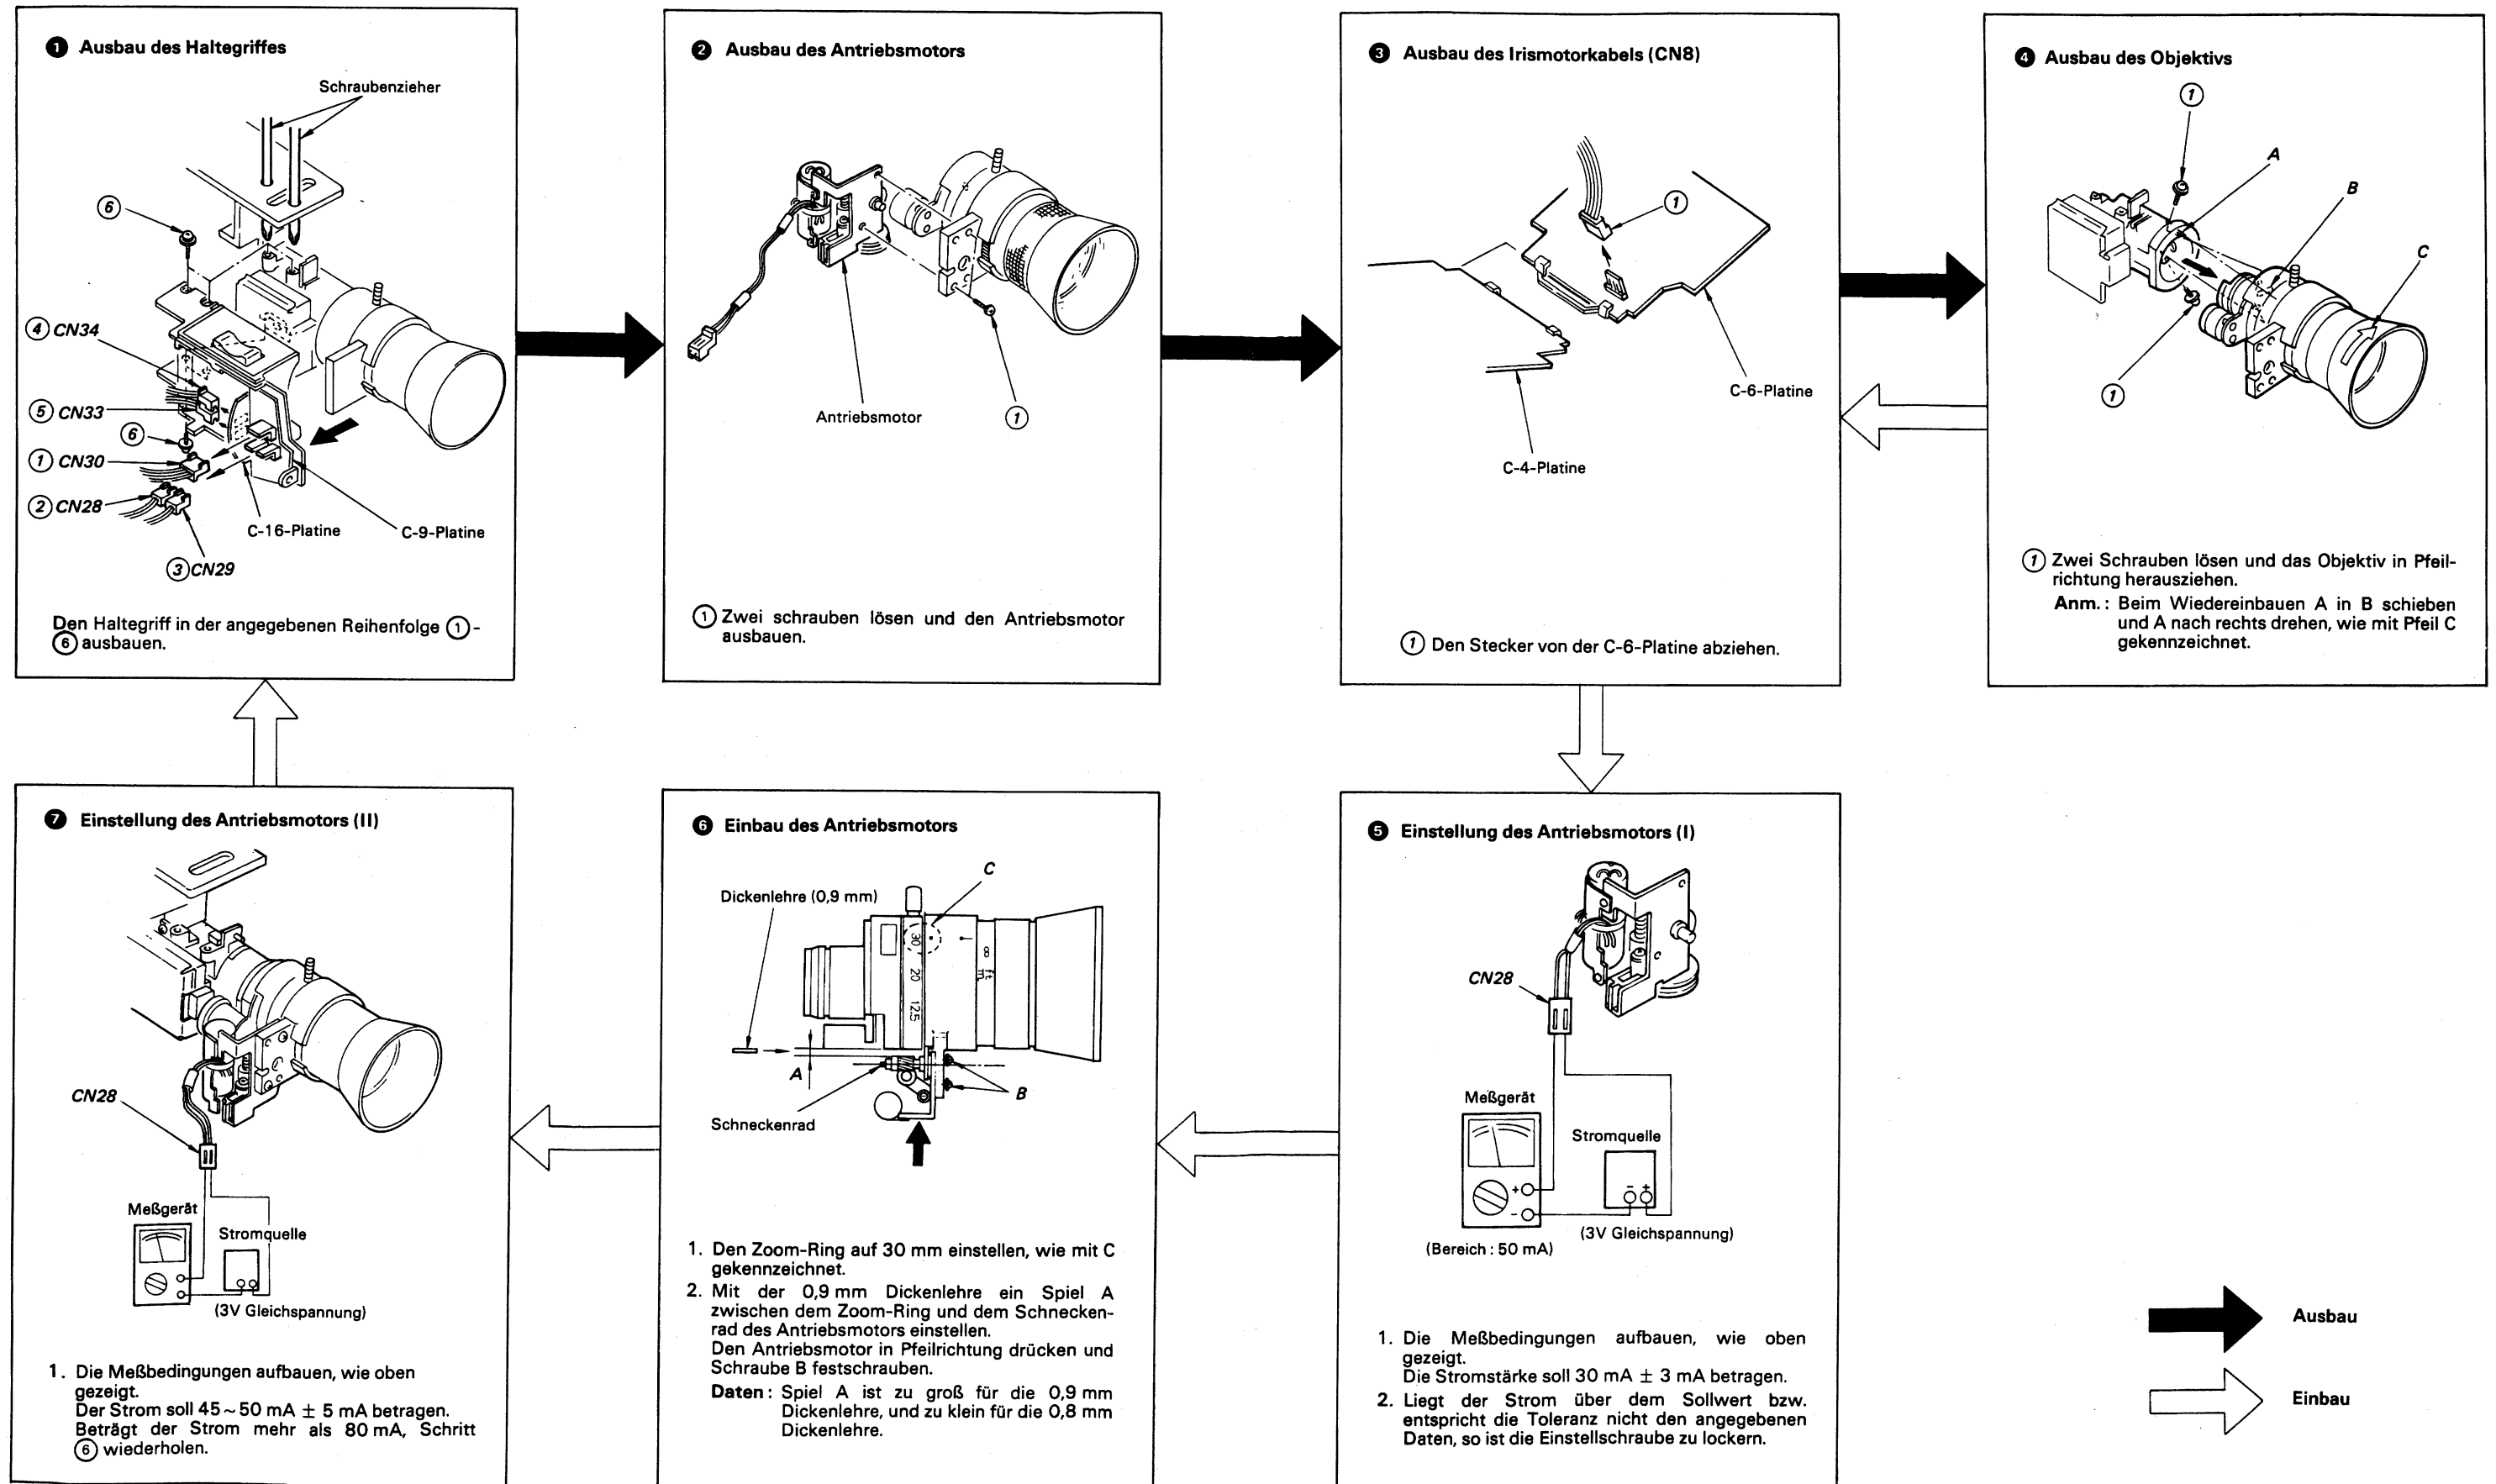 ❶ Ausbau des Haltegriffes
Schraubenzieher
⑥
④ CN34
⑤ CN33
⑥
① CN30
② CN28
C-16-Platine
C-9-Platine
③ CN29
Den Haltegriff in der angegebenen Reihenfolge ① -
⑥ ausbauen.
❷ Ausbau des Antriebsmotors
Antriebsmotor
①
① Zwei schrauben lösen und den Antriebsmotor
ausbauen.
❸ Ausbau des Irismotorkabels (CN8)
①
C-6-Platine
C-4-Platine
① Den Stecker von der C-6-Platine abziehen.
❹ Ausbau des Objektivs
①
A
B
C
①
① Zwei Schrauben lösen und das Objektiv in Pfeil-
richtung herausziehen.
Anm. : Beim Wiedereinbauen A in B schieben
und A nach rechts drehen, wie mit Pfeil C
gekennzeichnet.
❼ Einstellung des Antriebsmotors (II)
CN28
Meßgerät
Stromquelle
(3V Gleichspannung)
1. Die Meßbedingungen aufbauen, wie oben
gezeigt.
Der Strom soll 45 ~ 50 mA ± 5 mA betragen.
Beträgt der Strom mehr als 80 mA, Schritt
⑥ wiederholen.
❻ Einbau des Antriebsmotors
C
Dickenlehre (0,9 mm)
30
20
12.5
∞
ft
m
A
B
Schneckenrad
1. Den Zoom-Ring auf 30 mm einstellen, wie mit C
gekennzeichnet.
2. Mit der 0,9 mm Dickenlehre ein Spiel A
zwischen dem Zoom-Ring und dem Schnecken-
rad des Antriebsmotors einstellen.
Den Antriebsmotor in Pfeilrichtung drücken und
Schraube B festschrauben.
Daten : Spiel A ist zu groß für die 0,9 mm
Dickenlehre, und zu klein für die 0,8 mm
Dickenlehre.
❺ Einstellung des Antriebsmotors (I)
CN28
Meßgerät
Stromquelle
+
-
- +
(3V Gleichspannung)
(Bereich : 50 mA)
1. Die Meßbedingungen aufbauen, wie oben
gezeigt.
Die Stromstärke soll 30 mA ± 3 mA betragen.
2. Liegt der Strom über dem Sollwert bzw.
entspricht die Toleranz nicht den angegebenen
Daten, so ist die Einstellschraube zu lockern.
Ausbau
Einbau